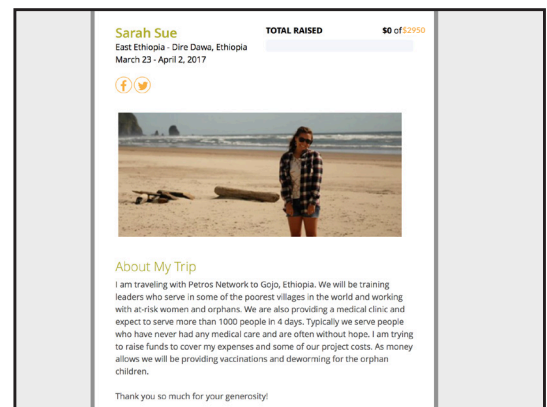 Sarah Sue
East Ethiopia - Dire Dawa, Ethiopia
March 23 - April 2, 2017
TOTAL RAISED
$0 of $2950
About My Trip
I am traveling with Petros Network to Gojo, Ethiopia. We will be training
leaders who serve in some of the poorest villages in the world and working
with at-risk women and orphans. We are also providing a medical clinic and
expect to serve more than 1000 people in 4 days. Typically we serve people
who have never had any medical care and are often without hope. I am trying
to raise funds to cover my expenses and some of our project costs. As money
allows we will be providing vaccinations and deworming for the orphan
children.
Thank you so much for your generosity!